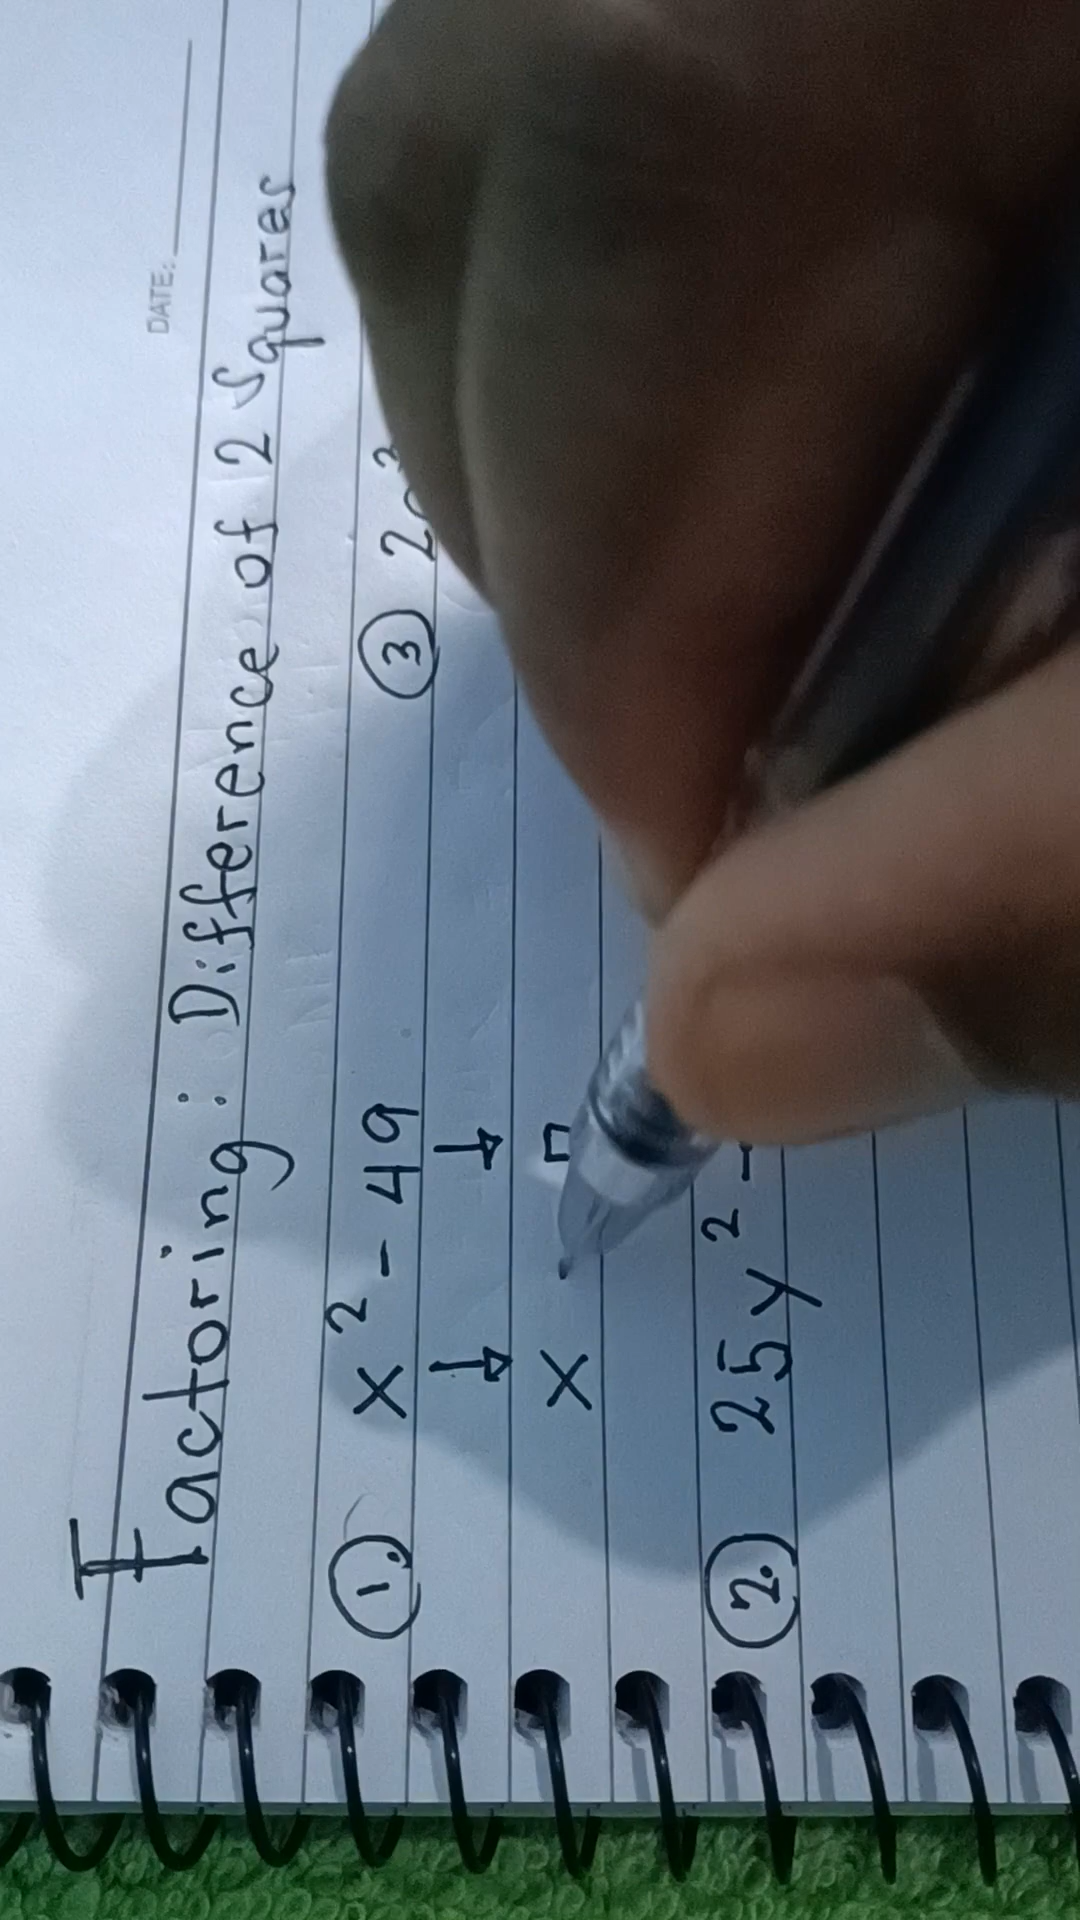 DATE:
Factoring: Difference of 2 Squares
1. x² - 49
↓ ↓
x
2. 25y² -
3